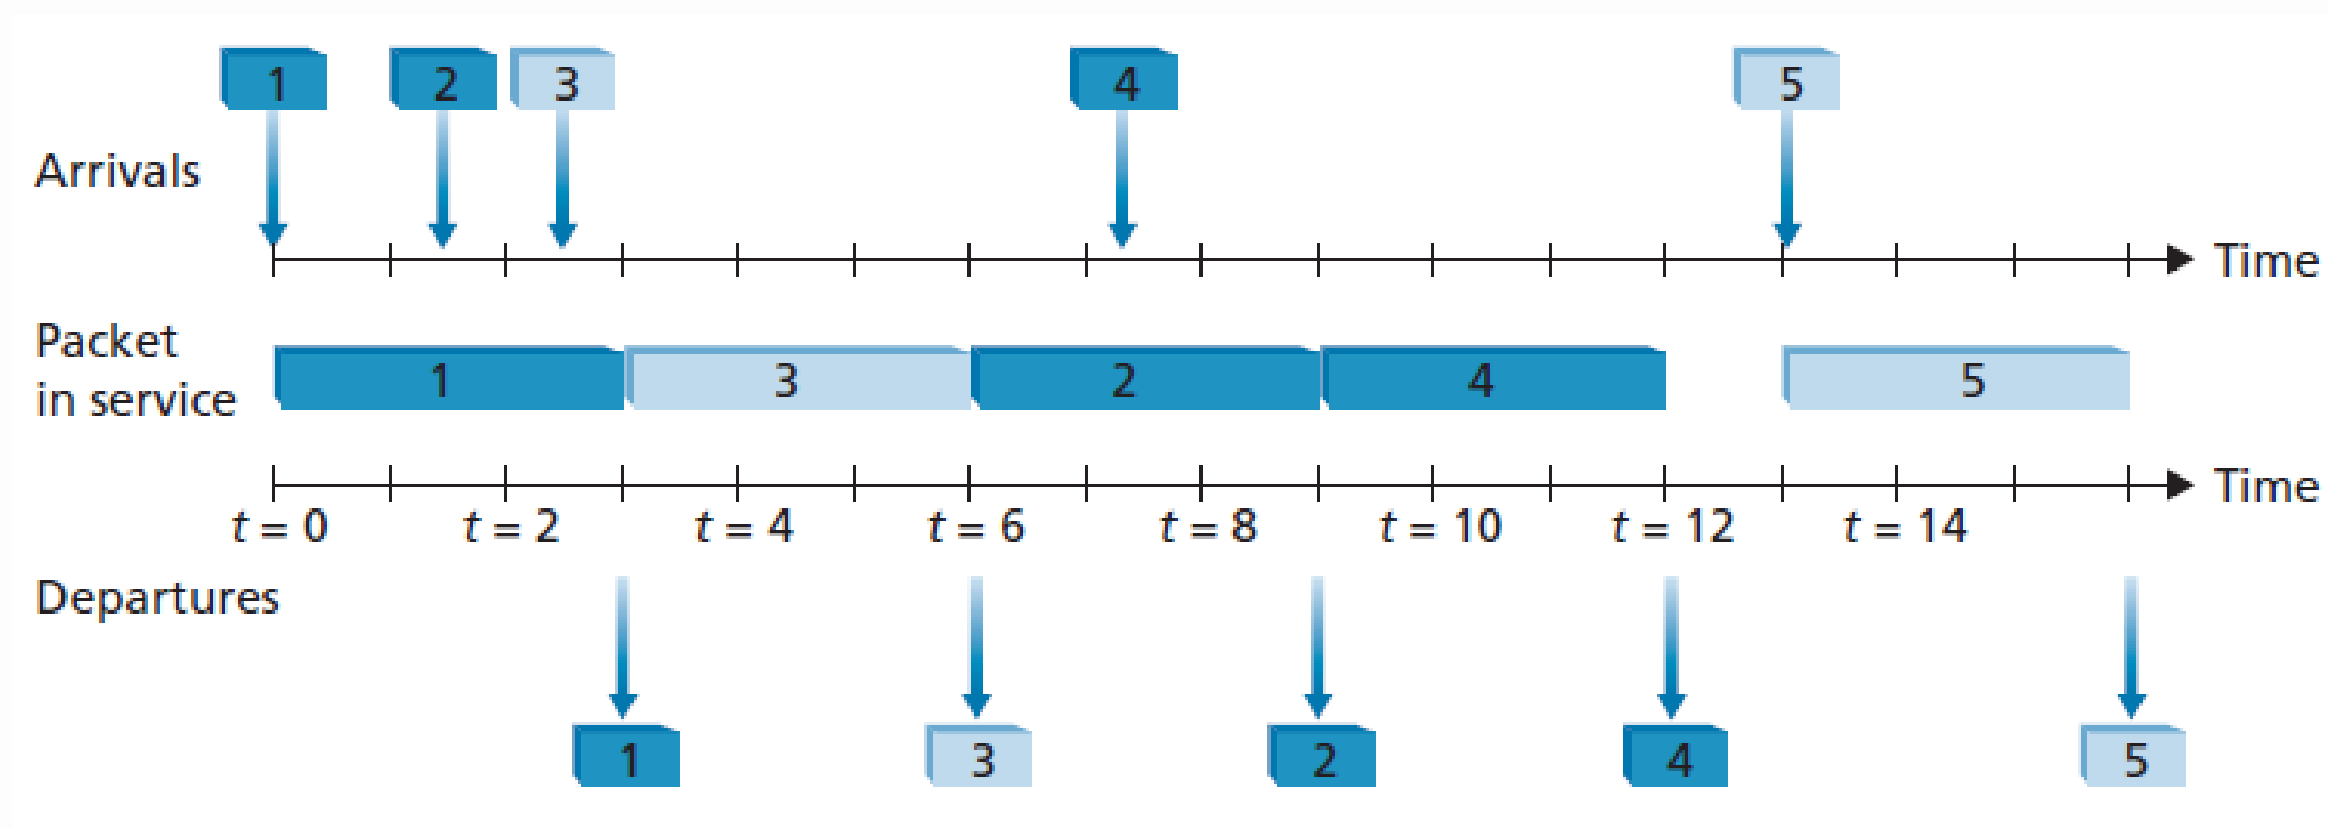 1 2 3 4 5
Arrivals
Time
Packet
in service
1 3 2 4 5
Time
t = 0 t = 2 t = 4 t = 6 t = 8 t = 10 t = 12 t = 14
Departures
1 3 2 4 5